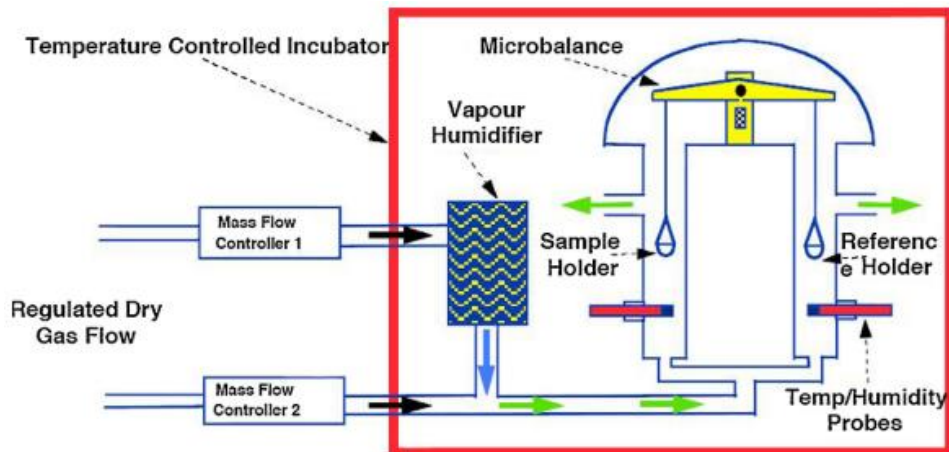 Temperature Controlled Incubator
Microbalance
Vapour
Humidifier
Mass Flow
Controller 1
Sample
Holder
Referenc
e Holder
Regulated Dry
Gas Flow
Mass Flow
Controller 2
Temp/Humidity
Probes